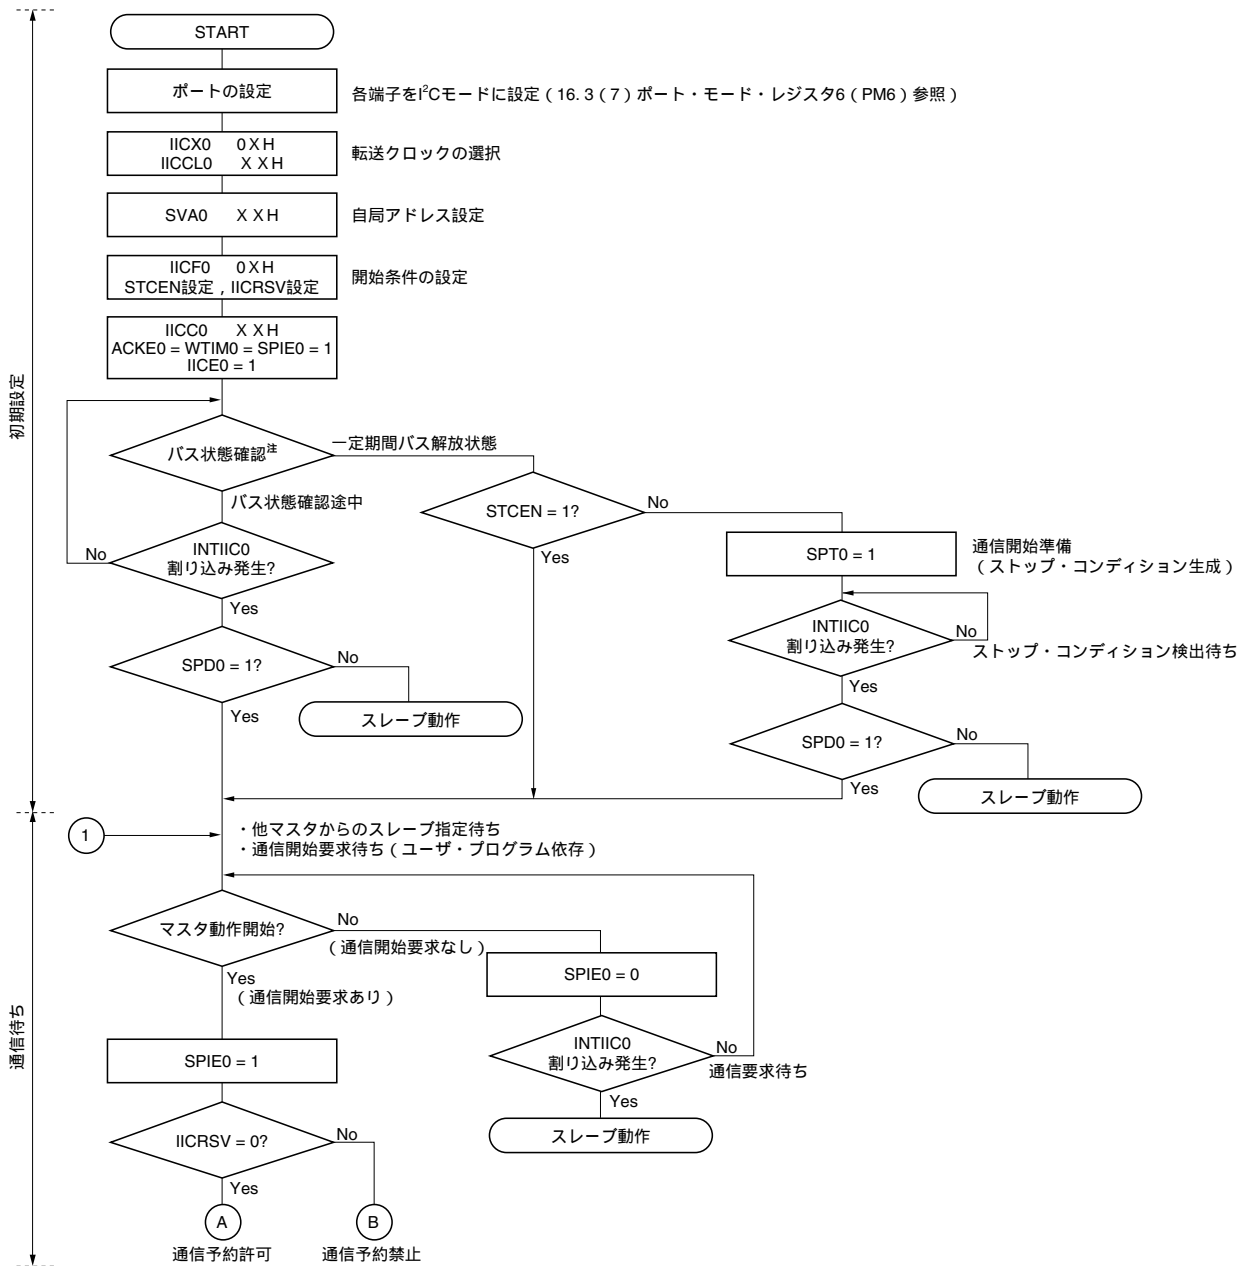 START
ポートの設定
各端子をI²Cモードに設定（16.3（7）ポート・モード・レジスタ6（PM6）参照）
IICX0 0XH
IICCL0 XXH
転送クロックの選択
SVA0 XXH
自局アドレス設定
IICF0 0XH
STCEN設定，IICRSV設定
開始条件の設定
IICC0 XXH
ACKE0 = WTIM0 = SPIE0 = 1
IICE0 = 1
初期設定
バス状態確認注
一定期間バス解放状態
バス状態確認途中
STCEN = 1?
No
Yes
SPT0 = 1
通信開始準備
（ストップ・コンディション生成）
INTIIC0
割り込み発生?
No
Yes
INTIIC0
割り込み発生?
No
ストップ・コンディション検出待ち
Yes
SPD0 = 1?
No
Yes
スレーブ動作
SPD0 = 1?
No
Yes
スレーブ動作
1
・他マスタからのスレーブ指定待ち
・通信開始要求待ち（ユーザ・プログラム依存）
通信待ち
マスタ動作開始?
No
（通信開始要求なし）
Yes
（通信開始要求あり）
SPIE0 = 0
INTIIC0
割り込み発生?
No
通信要求待ち
Yes
スレーブ動作
SPIE0 = 1
IICRSV = 0?
No
Yes
A
B
通信予約許可
通信予約禁止